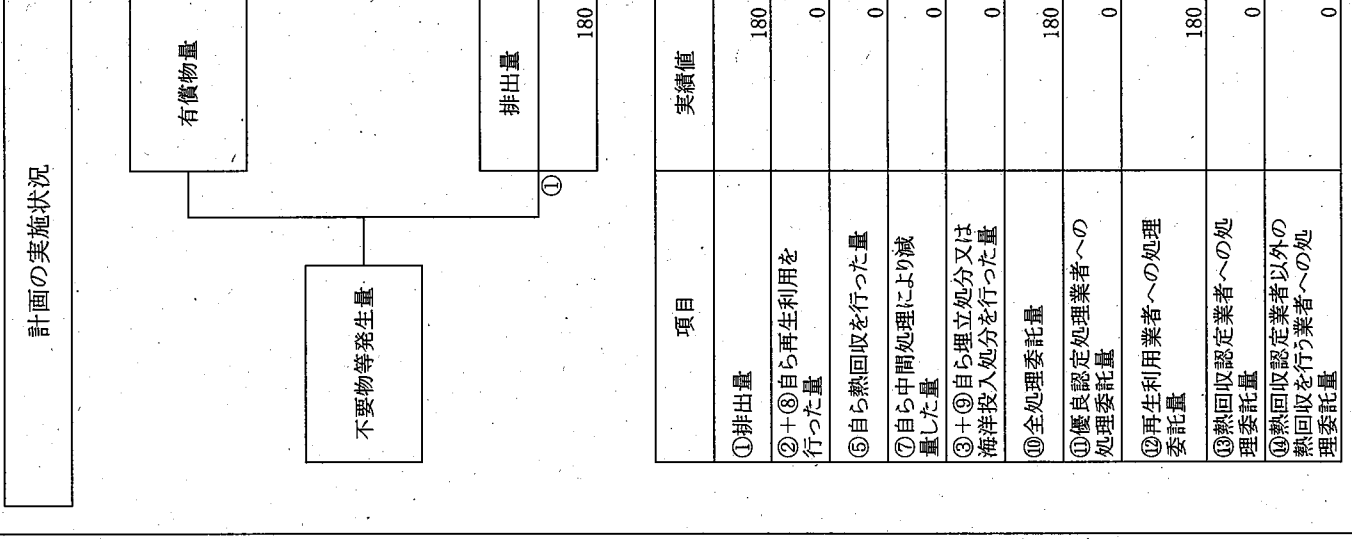 計画の実施状況
有償物量
不要物等発生量
排出量
①
180
項目
実績値
①排出量
180
②+⑧自ら再生利用を
行った量
0
⑤自ら熱回収を行った量
0
⑦自ら中間処理により減
量した量
0
③+⑨自ら埋立処分又は
海洋投入処分を行った量
0
⑩全処理委託量
180
⑪優良認定処理業者への
処理委託量
0
⑫再生利用業者への処理
委託量
180
⑬熱回収認定業者への処
理委託量
0
⑭熱回収認定業者以外の
熱回収を行う業者への処
理委託量
0